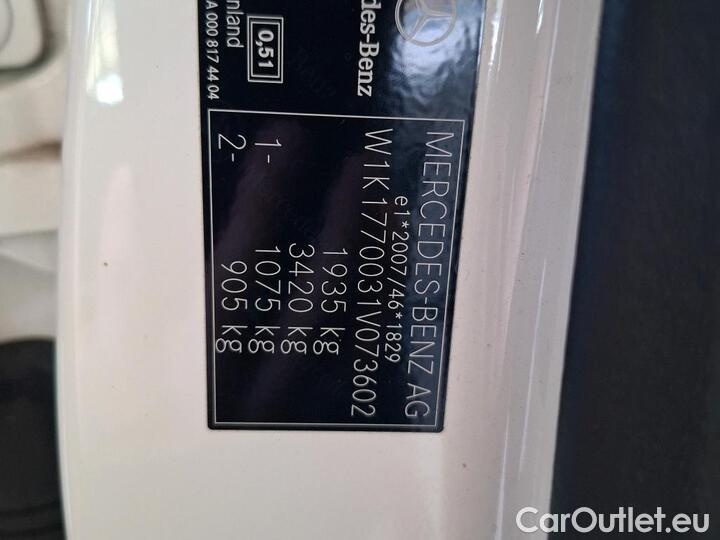 des-Benz
nland
0,51
A 000 817 44 04
MERCEDES-BENZ AG
e1*2007/46*1829
W1K1770031V073602
1935 kg
3420 kg
1- 1075 kg
2- 905 kg
CarOutlet.eu